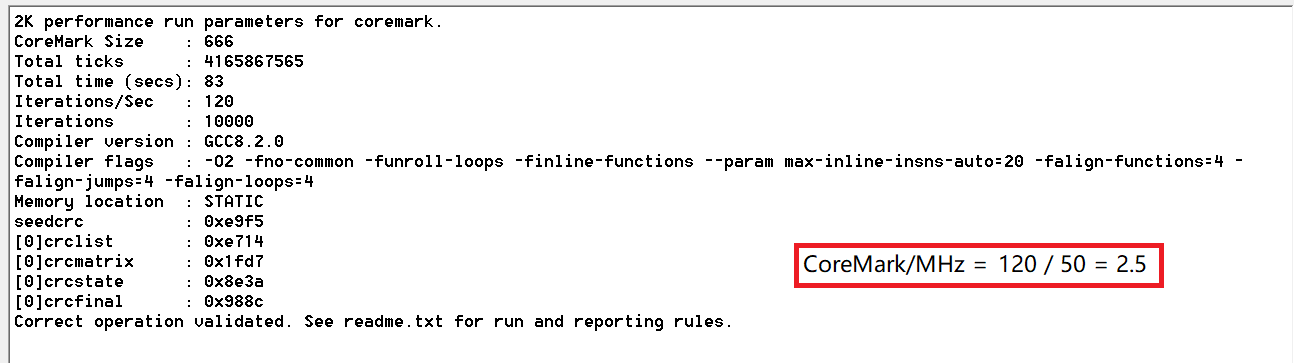 2K performance run parameters for coremark.
CoreMark Size    : 666
Total ticks      : 4165867565
Total time (secs): 83
Iterations/Sec   : 120
Iterations       : 10000
Compiler version : GCC8.2.0
Compiler flags   : -O2 -fno-common -funroll-loops -finline-functions --param max-inline-insns-auto=20 -falign-functions=4 -
falign-jumps=4 -falign-loops=4
Memory location  : STATIC
seedcrc          : 0xe9f5
[0]crclist       : 0xe714
[0]crcmatrix     : 0x1fd7
[0]crcstate      : 0x8e3a
[0]crcfinal      : 0x988c
Correct operation validated. See readme.txt for run and reporting rules.
CoreMark/MHz = 120 / 50 = 2.5